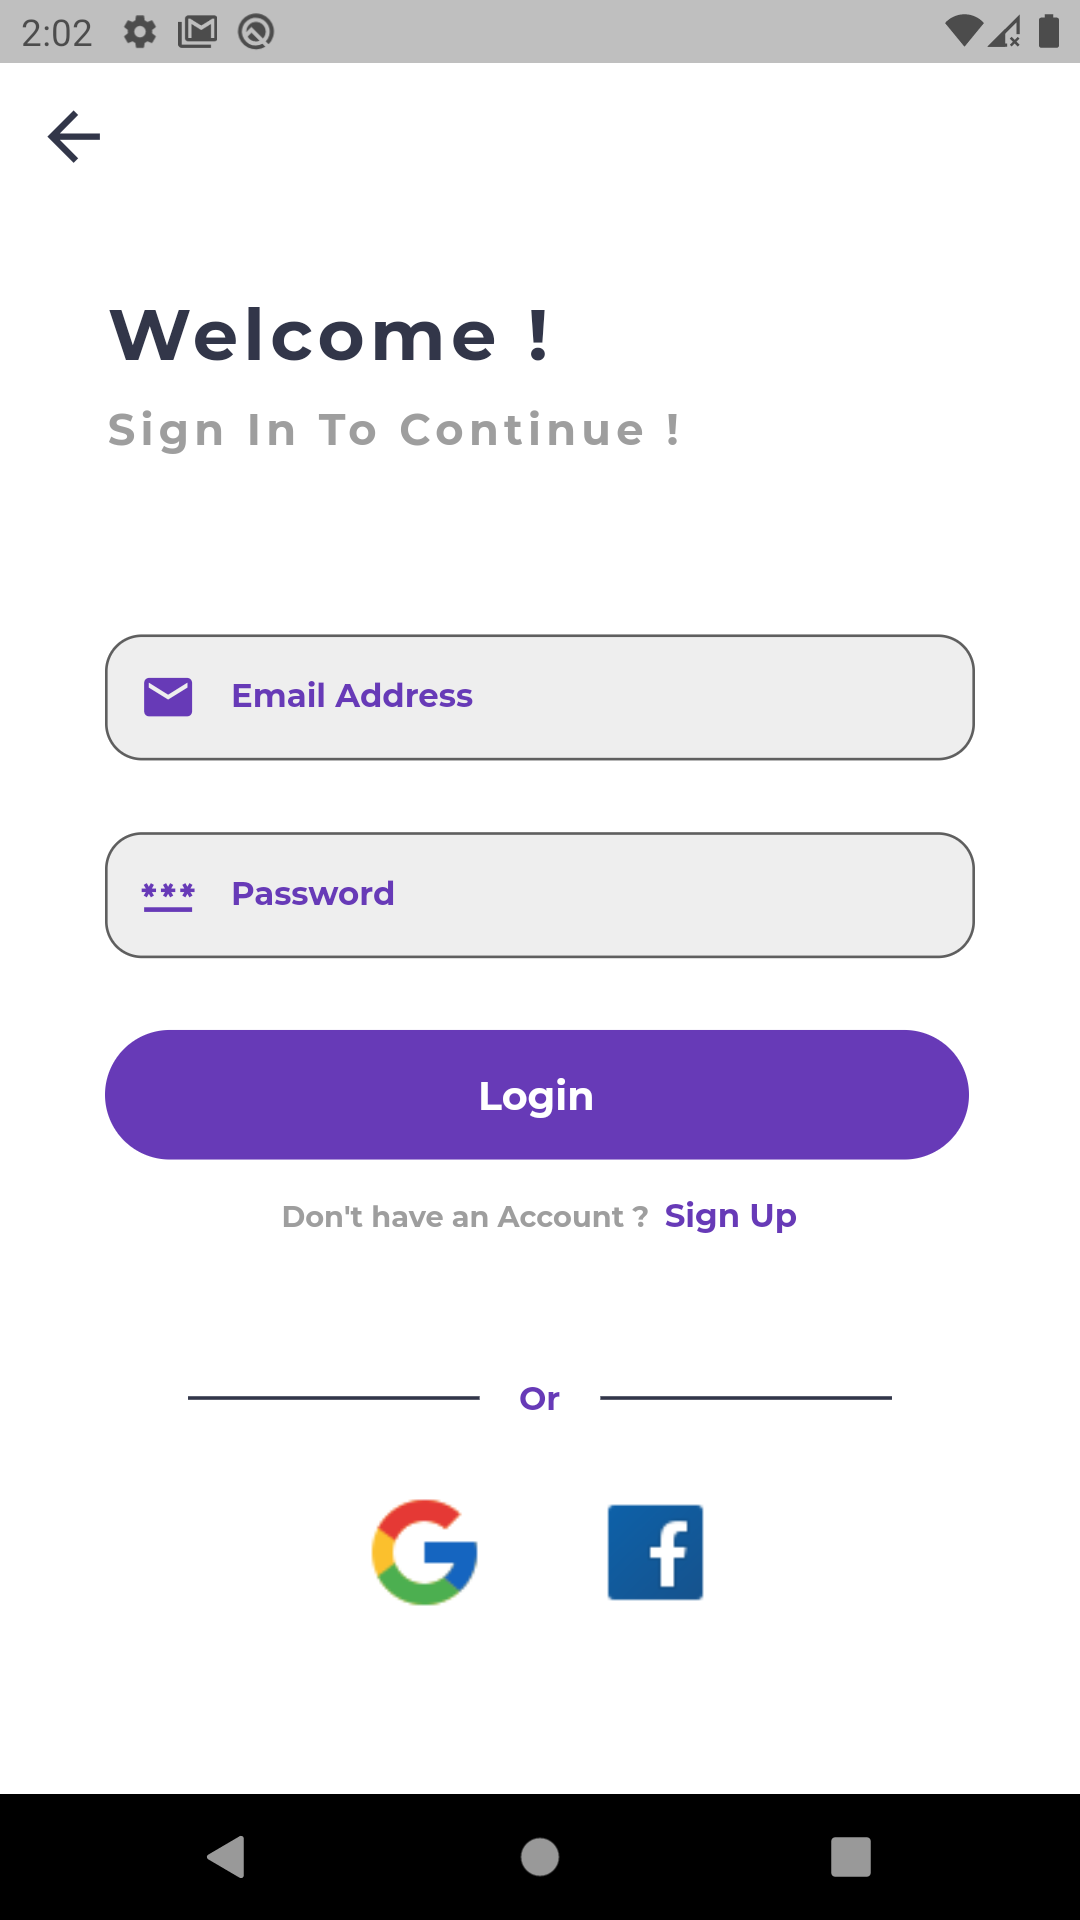 2:02
Welcome !
Sign In To Continue !
Email Address
*** Password
Login
Don't have an Account ? Sign Up
Or